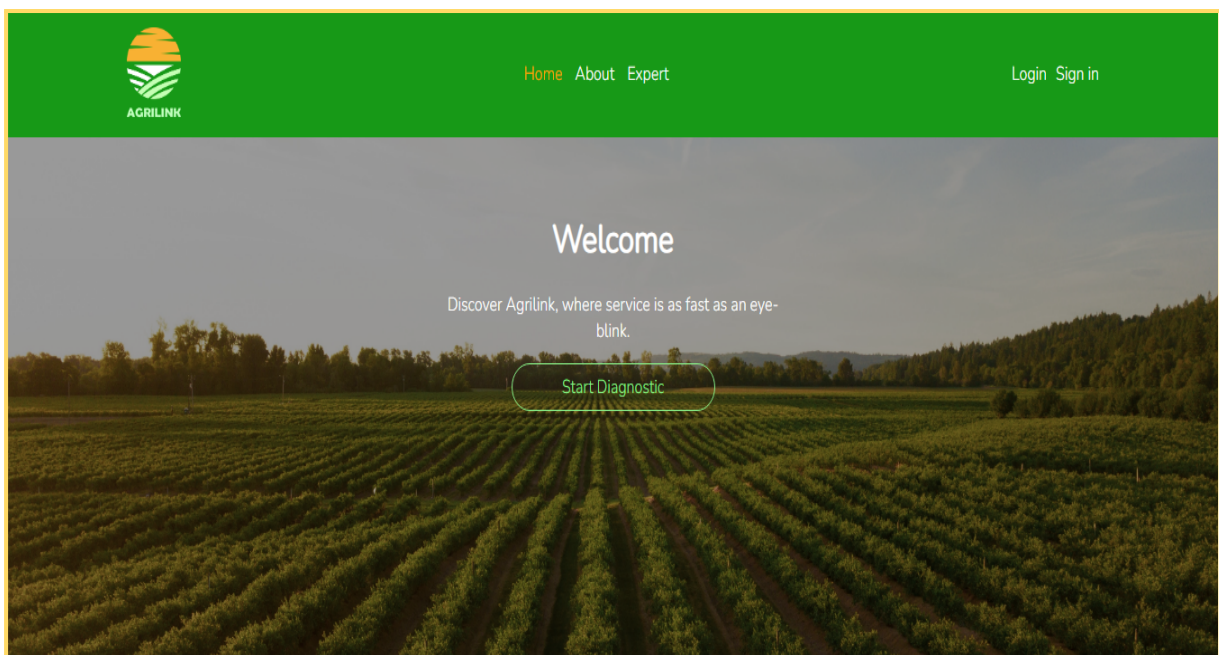 AGRILINK
Home About Expert
Login Sign in
Welcome
Discover Agrilink, where service is as fast as an eye-
blink.
Start Diagnostic